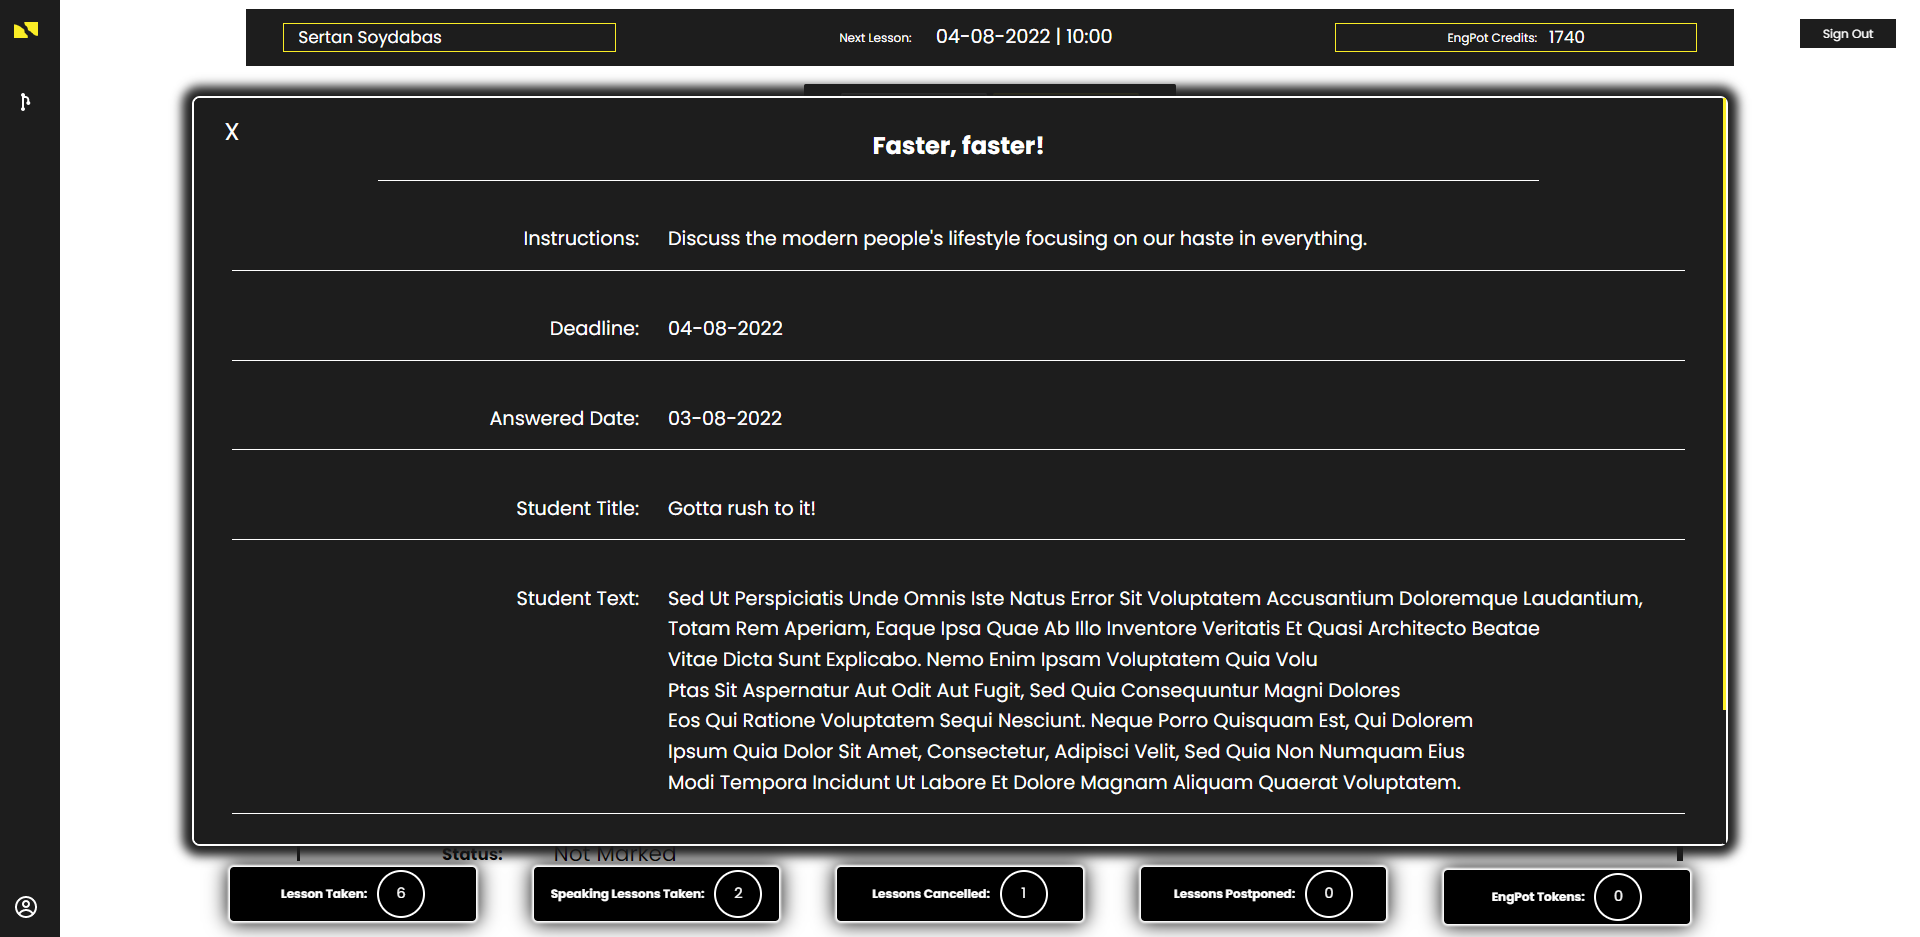 Sertan Soydabas
Next Lesson: 04-08-2022 | 10:00
EngPot Credits: 1740
Sign Out
X
Faster, faster!
Instructions: Discuss the modern people's lifestyle focusing on our haste in everything.
Deadline: 04-08-2022
Answered Date: 03-08-2022
Student Title: Gotta rush to it!
Student Text: Sed Ut Perspiciatis Unde Omnis Iste Natus Error Sit Voluptatem Accusantium Doloremque Laudantium,
Totam Rem Aperiam, Eaque Ipsa Quae Ab Illo Inventore Veritatis Et Quasi Architecto Beatae
Vitae Dicta Sunt Explicabo. Nemo Enim Ipsam Voluptatem Quia Volu
Ptas Sit Aspernatur Aut Odit Aut Fugit, Sed Quia Consequuntur Magni Dolores
Eos Qui Ratione Voluptatem Sequi Nesciunt. Neque Porro Quisquam Est, Qui Dolorem
Ipsum Quia Dolor Sit Amet, Consectetur, Adipisci Velit, Sed Quia Non Numquam Eius
Modi Tempora Incidunt Ut Labore Et Dolore Magnam Aliquam Quaerat Voluptatem.
Status: Not Marked
Lesson Taken: 6
Speaking Lessons Taken: 2
Lessons Cancelled: 1
Lessons Postponed: 0
EngPot Tokens: 0